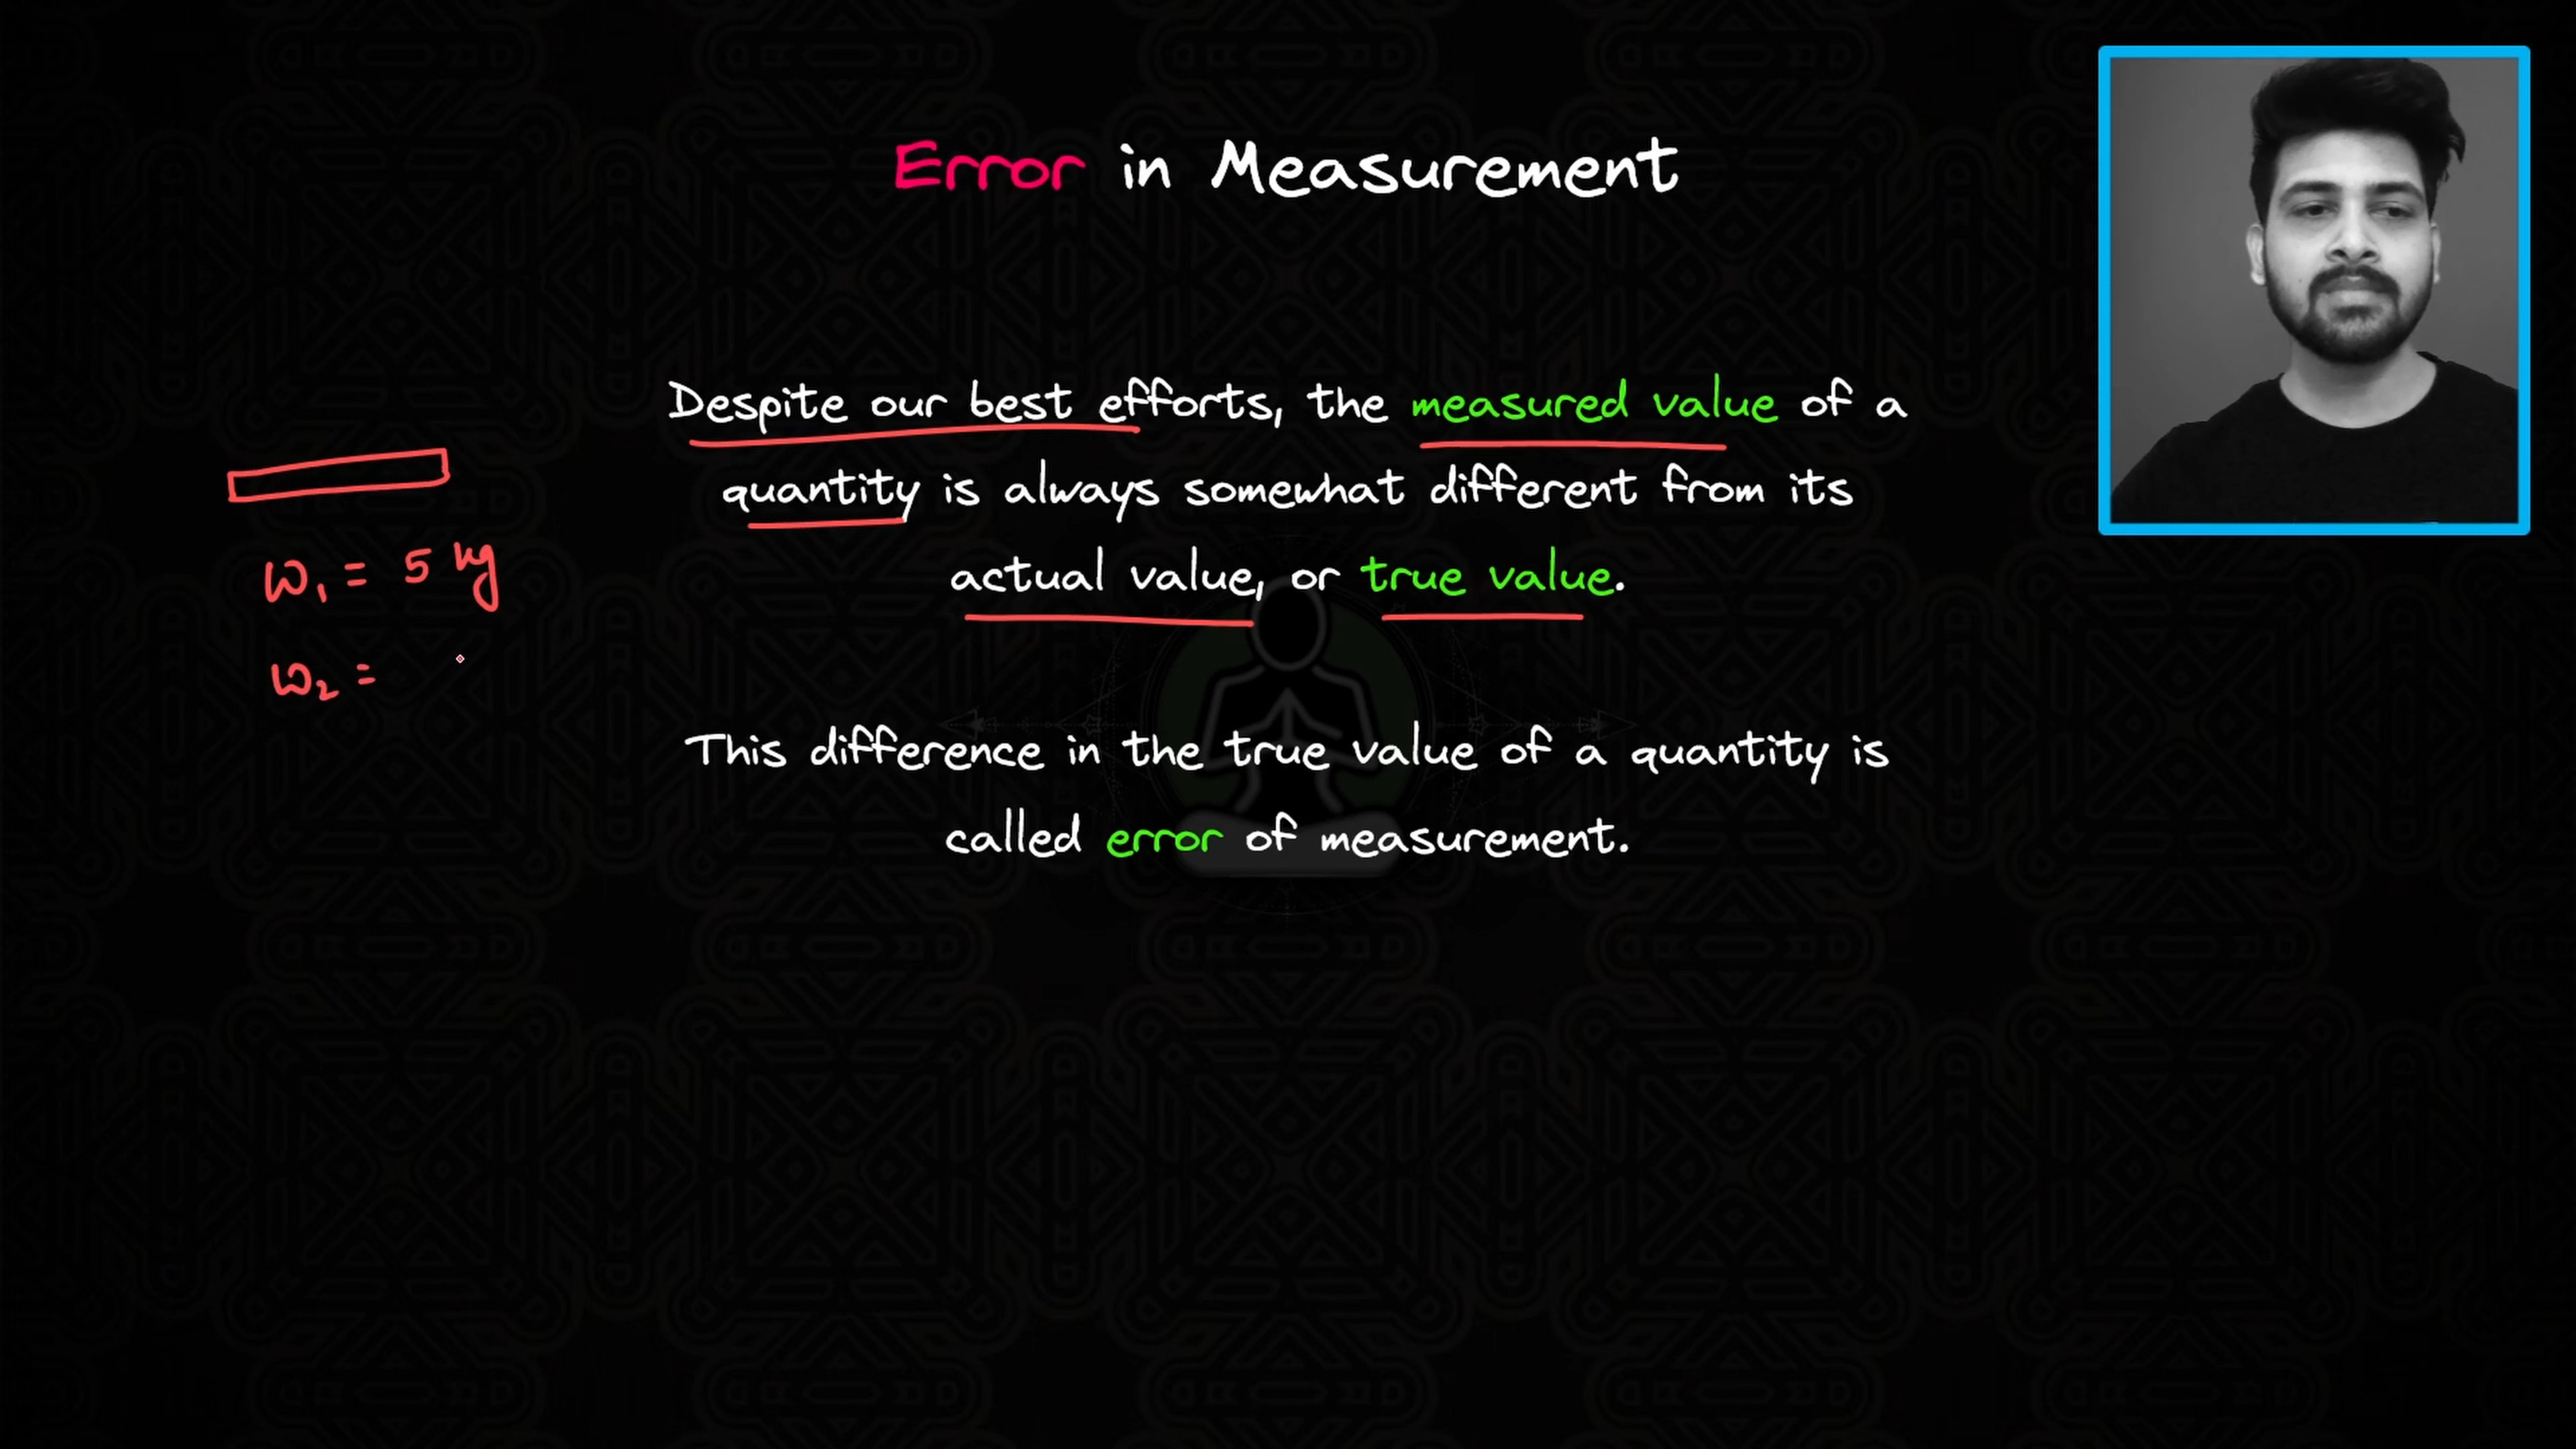 Error in Measurement
Despite our best efforts, the measured value of a
quantity is always somewhat different from its
actual value, or true value.
This difference in the true value of a quantity is
called error of measurement.
ω₁ = 5 kg
ω₂ =